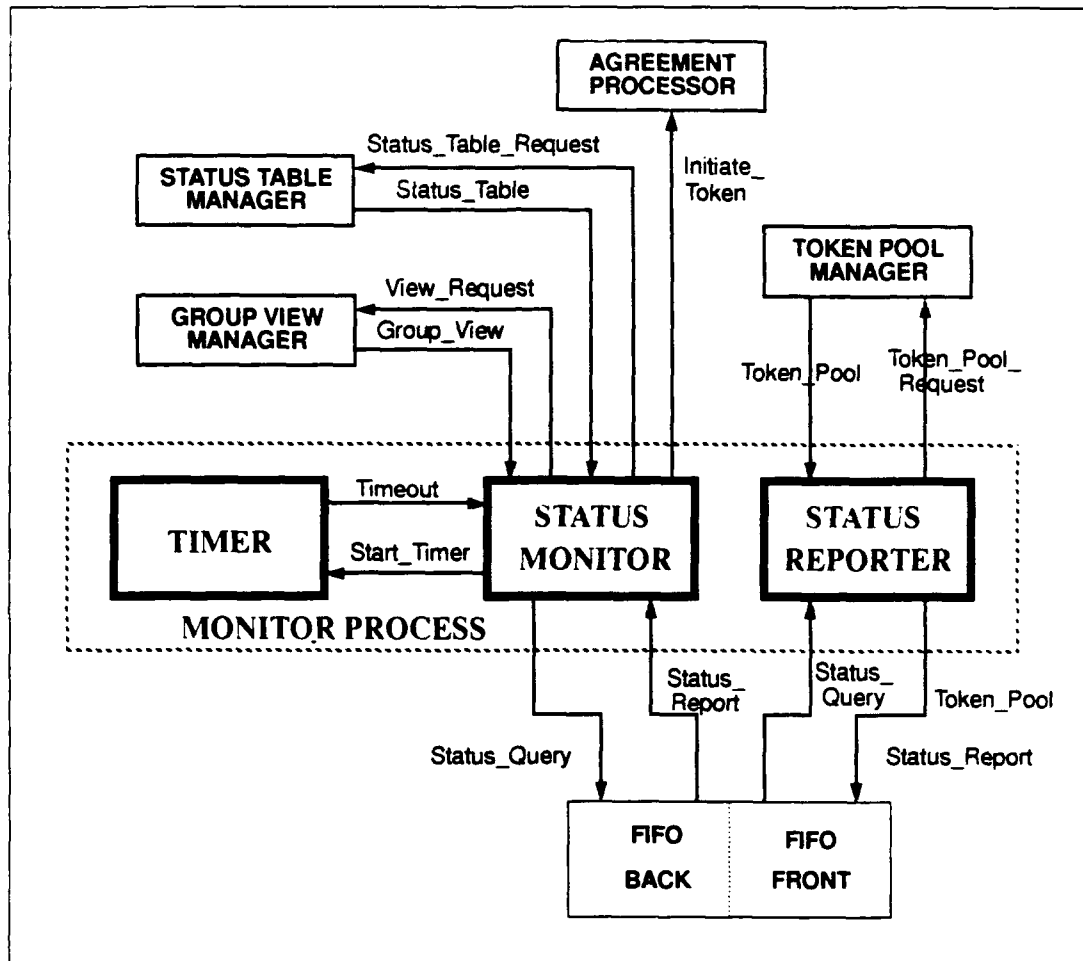 AGREEMENT
PROCESSOR
Status_Table_Request
Initiate_
Token
STATUS TABLE
MANAGER
Status_Table
TOKEN POOL
MANAGER
View_Request
GROUP VIEW
MANAGER
Group_View
Token_Pool
Token_Pool_
Request
Timeout
TIMER
STATUS
MONITOR
STATUS
REPORTER
Start_Timer
MONITOR PROCESS
Status_
Report
Status_
Query
Token_Pool
Status_Query
Status_Report
FIFO
BACK
FIFO
FRONT